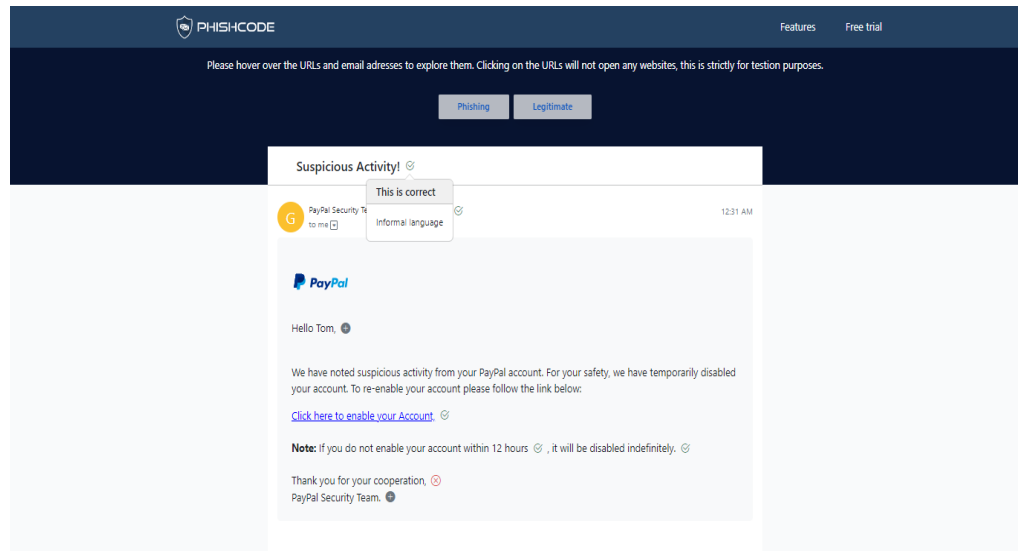 PHISHCODE
Features Free trial
Please hover over the URLs and email adresses to explore them. Clicking on the URLs will not open any websites, this is strictly for testion purposes.
Phishing Legitimate
Suspicious Activity!
This is correct
Informal language
G
PayPal Security Te
12:31 AM
to me
PayPal
Hello Tom,
We have noted suspicious activity from your PayPal account. For your safety, we have temporarily disabled
your account. To re-enable your account please follow the link below:
Click here to enable your Account.
Note: If you do not enable your account within 12 hours , it will be disabled indefinitely.
Thank you for your cooperation,
PayPal Security Team.